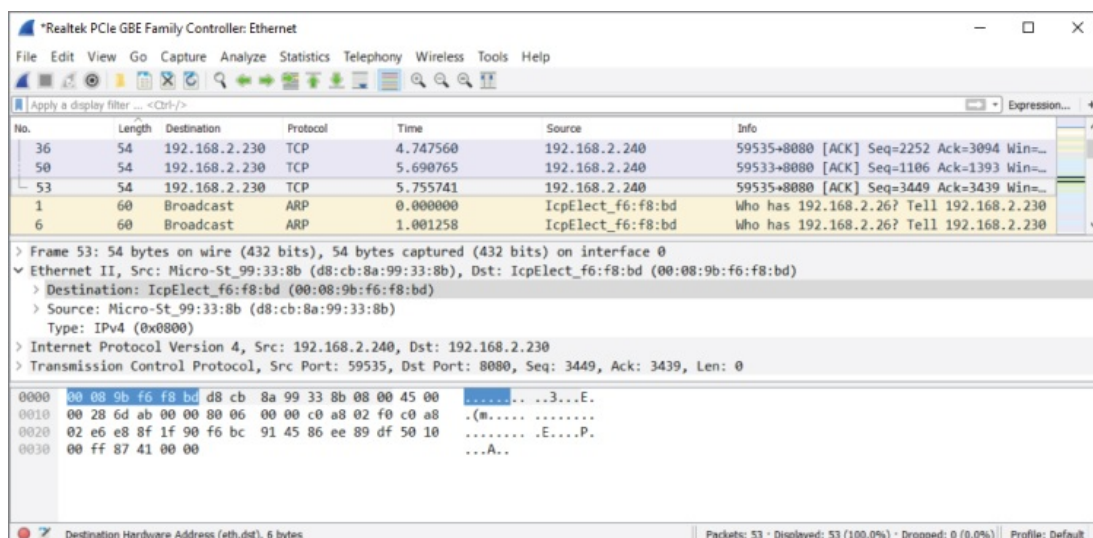 *Realtek PCIe GBE Family Controller: Ethernet
File Edit View Go Capture Analyze Statistics Telephony Wireless Tools Help
Apply a display filter ... <Ctrl-/> Expression...
No. Length Destination Protocol Time Source Info
36 54 192.168.2.230 TCP 4.747560 192.168.2.240 59535→8080 [ACK] Seq=2252 Ack=3094 Win=…
50 54 192.168.2.230 TCP 5.690765 192.168.2.240 59533→8080 [ACK] Seq=1106 Ack=1393 Win=…
53 54 192.168.2.230 TCP 5.755741 192.168.2.240 59535→8080 [ACK] Seq=3449 Ack=3439 Win=…
1 60 Broadcast ARP 0.000000 IcpElect_f6:f8:bd Who has 192.168.2.26? Tell 192.168.2.230
6 60 Broadcast ARP 1.001258 IcpElect_f6:f8:bd Who has 192.168.2.26? Tell 192.168.2.230
> Frame 53: 54 bytes on wire (432 bits), 54 bytes captured (432 bits) on interface 0
Ethernet II, Src: Micro-St_99:33:8b (d8:cb:8a:99:33:8b), Dst: IcpElect_f6:f8:bd (00:08:9b:f6:f8:bd)
> Destination: IcpElect_f6:f8:bd (00:08:9b:f6:f8:bd)
> Source: Micro-St_99:33:8b (d8:cb:8a:99:33:8b)
Type: IPv4 (0x0800)
> Internet Protocol Version 4, Src: 192.168.2.240, Dst: 192.168.2.230
> Transmission Control Protocol, Src Port: 59535, Dst Port: 8080, Seq: 3449, Ack: 3439, Len: 0
0000 00 08 9b f6 f8 bd d8 cb 8a 99 33 8b 08 00 45 00 ........ ..3...E.
0010 00 28 6d ab 00 00 80 06 00 00 c0 a8 02 f0 c0 a8 .(m..... ........
0020 02 e6 e8 8f 1f 90 f6 bc 91 45 86 ee 89 df 50 10 ........ .E....P.
0030 00 ff 87 41 00 00 ...A..
Destination Hardware Address (eth.dst), 6 bytes Packets: 53 · Displayed: 53 (100.0%) · Dropped: 0 (0.0%) Profile: Default